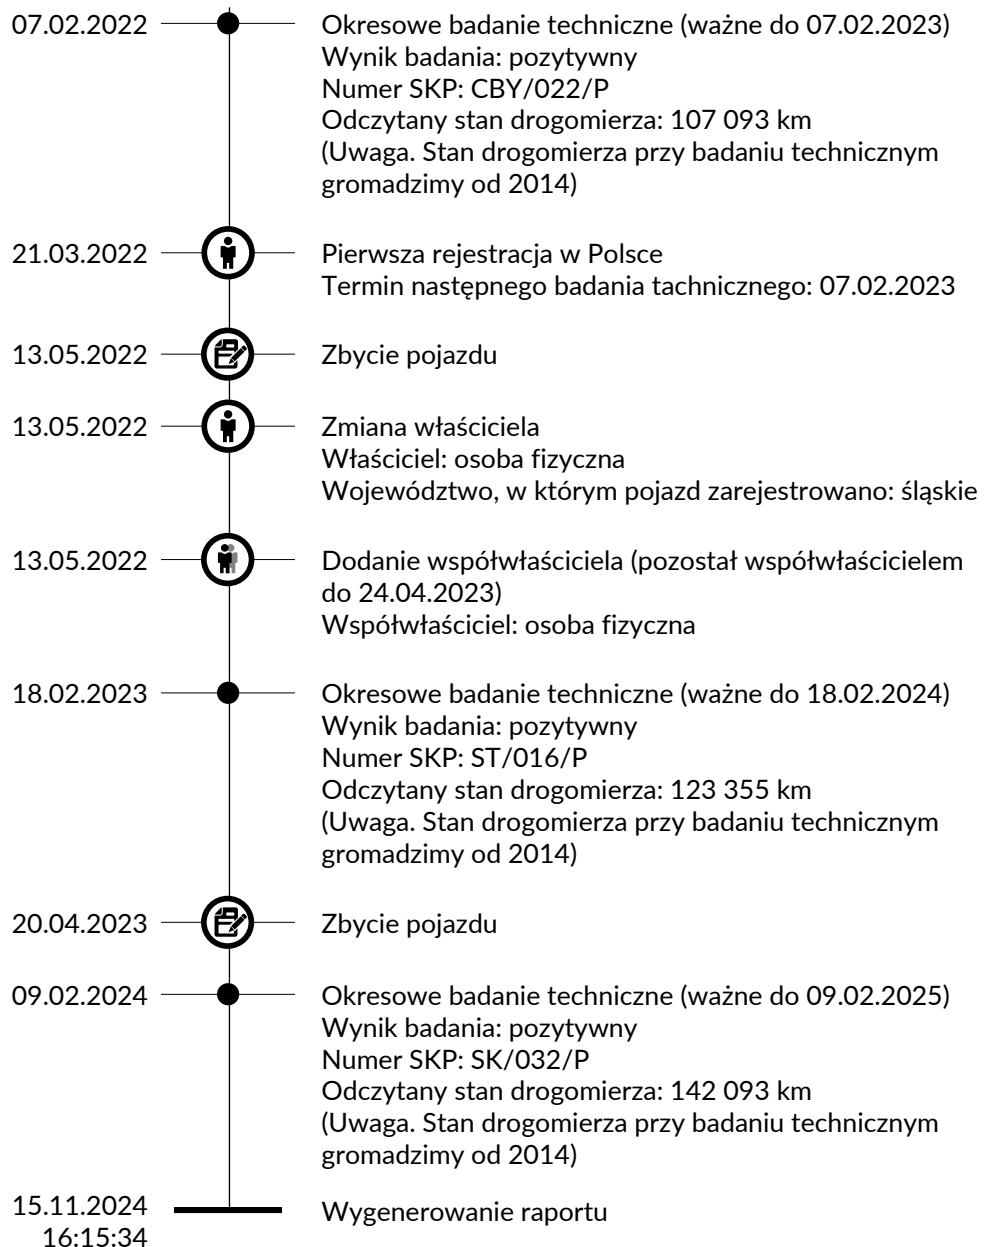 07.02.2022 Okresowe badanie techniczne (ważne do 07.02.2023)
Wynik badania: pozytywny
Numer SKP: CBY/022/P
Odczytany stan drogomierza: 107 093 km
(Uwaga. Stan drogomierza przy badaniu technicznym
gromadzimy od 2014)
21.03.2022 Pierwsza rejestracja w Polsce
Termin następnego badania tachnicznego: 07.02.2023
13.05.2022 Zbycie pojazdu
13.05.2022 Zmiana właściciela
Właściciel: osoba fizyczna
Województwo, w którym pojazd zarejestrowano: śląskie
13.05.2022 Dodanie współwłaściciela (pozostał współwłaścicielem
do 24.04.2023)
Współwłaściciel: osoba fizyczna
18.02.2023 Okresowe badanie techniczne (ważne do 18.02.2024)
Wynik badania: pozytywny
Numer SKP: ST/016/P
Odczytany stan drogomierza: 123 355 km
(Uwaga. Stan drogomierza przy badaniu technicznym
gromadzimy od 2014)
20.04.2023 Zbycie pojazdu
09.02.2024 Okresowe badanie techniczne (ważne do 09.02.2025)
Wynik badania: pozytywny
Numer SKP: SK/032/P
Odczytany stan drogomierza: 142 093 km
(Uwaga. Stan drogomierza przy badaniu technicznym
gromadzimy od 2014)
15.11.2024 Wygenerowanie raportu
16:15:34